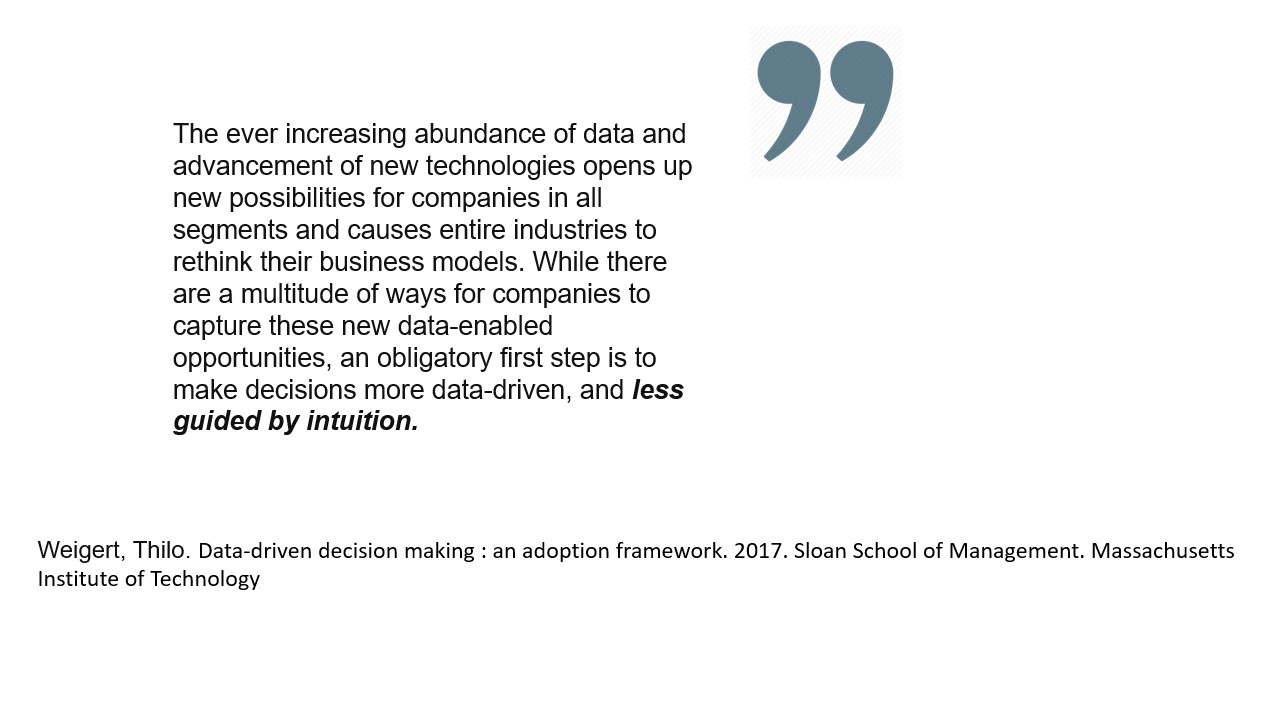 The ever increasing abundance of data and
advancement of new technologies opens up
new possibilities for companies in all
segments and causes entire industries to
rethink their business models. While there
are a multitude of ways for companies to
capture these new data-enabled
opportunities, an obligatory first step is to
make decisions more data-driven, and less
guided by intuition.
Weigert, Thilo. Data-driven decision making : an adoption framework. 2017. Sloan School of Management. Massachusetts
Institute of Technology